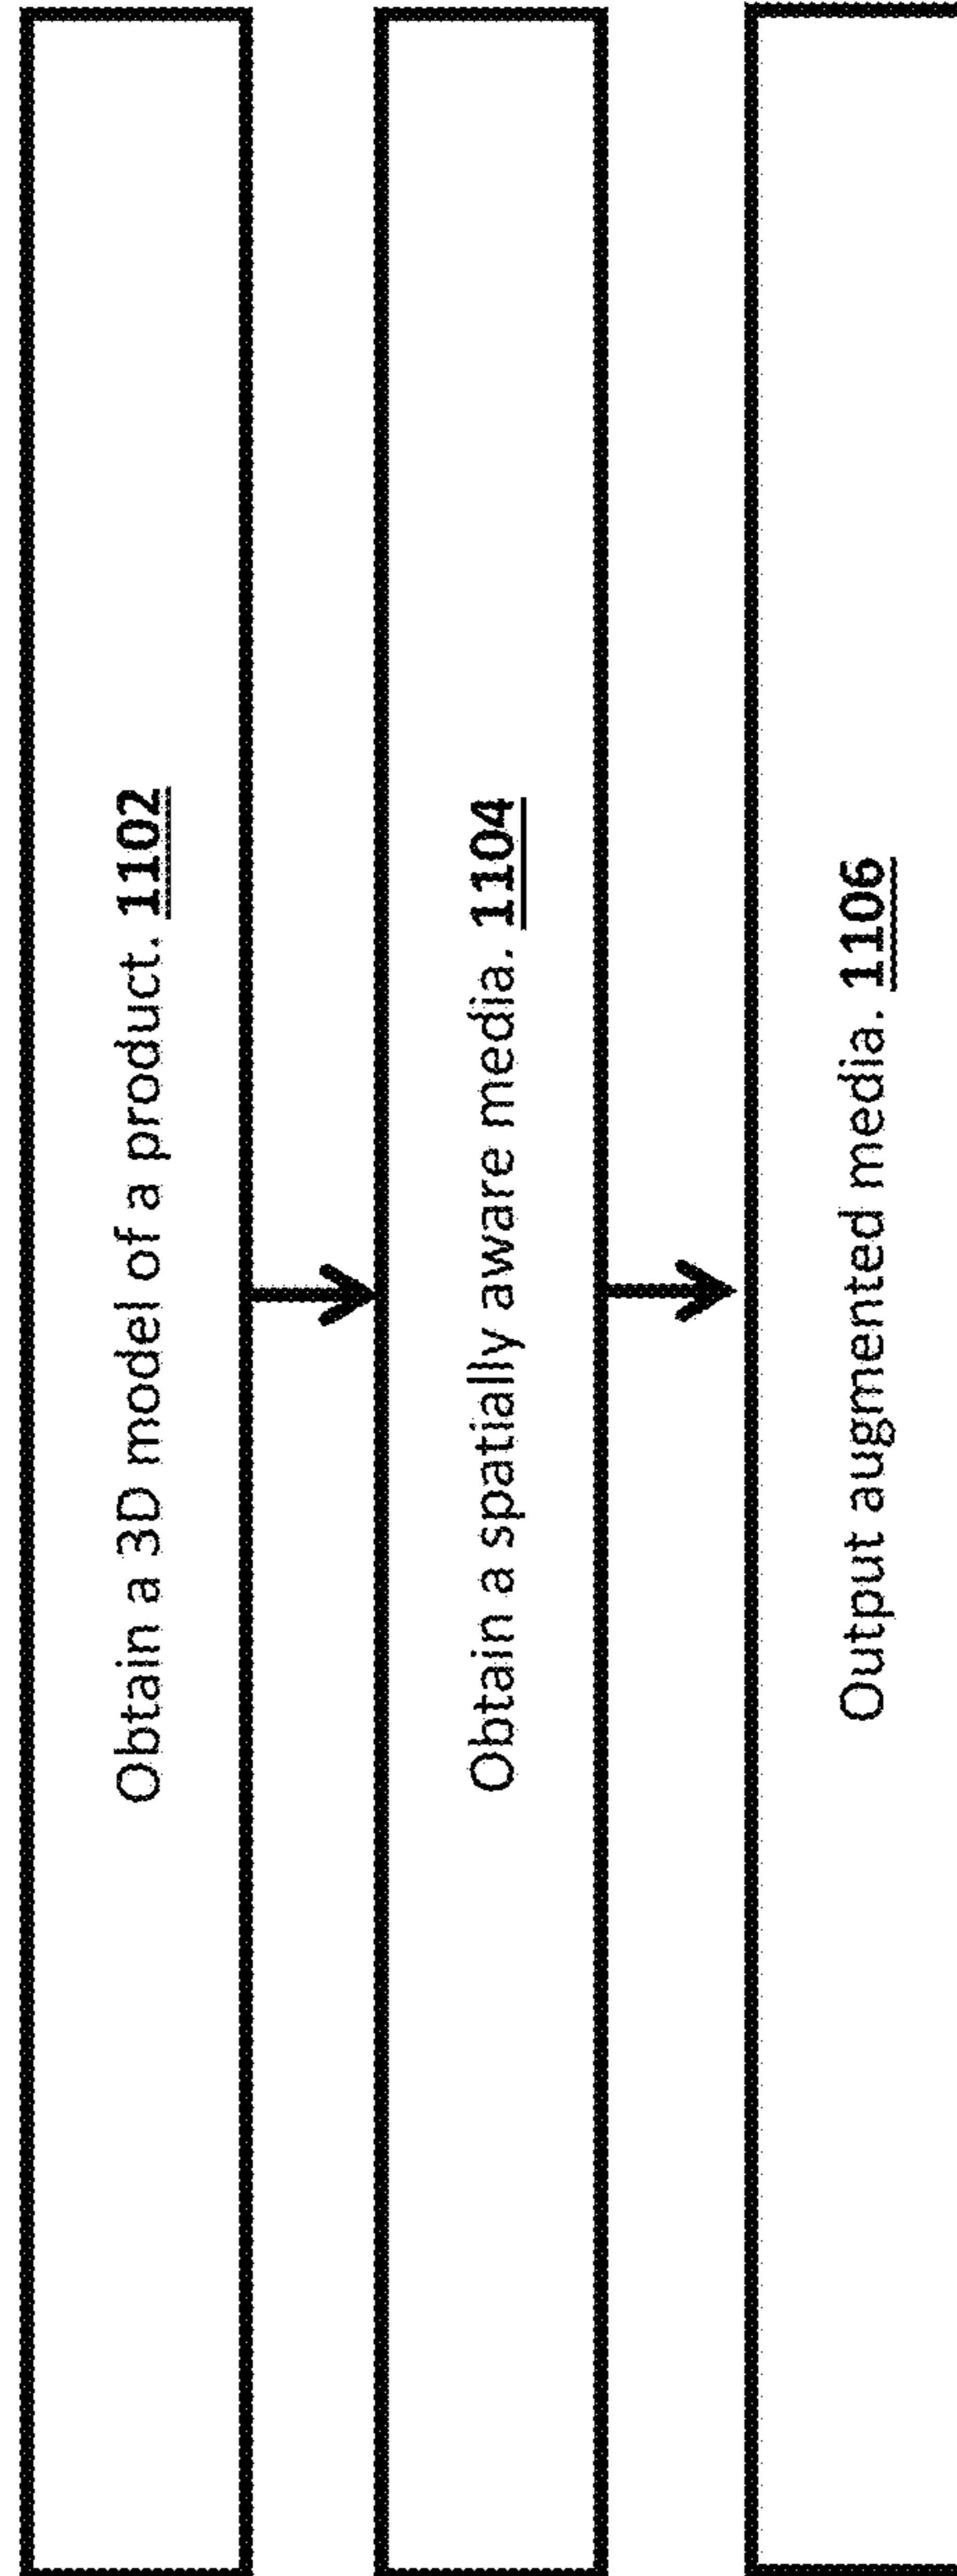 Obtain a 3D model of a product. 1102
Obtain a spatially aware media. 1104
Output augmented media. 1106